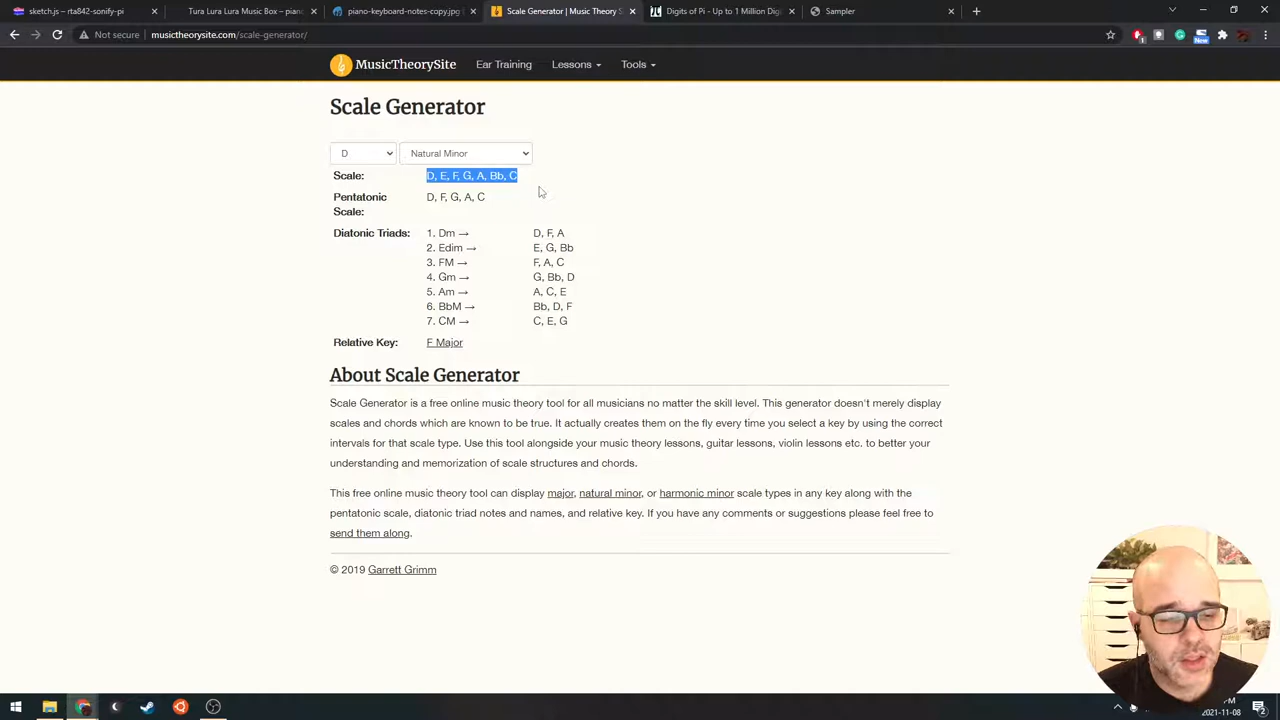 sketch.js – rta842-sonify-
Tura Lura Lura Music Box – piano
piano-keyboard-notes-copy.jpg
Scale Generator | Music Theory S
Digits of Pi - Up to 1 Million Digi
Sampler
Not secure
musictheorysite.com/scale-generator/
New
MusicTheorySite
Ear Training
Lessons
Tools
Scale Generator
D
Natural Minor
Scale: D, E, F, G, A, Bb, C
Pentatonic Scale: D, F, G, A, C
Diatonic Triads: 1. Dm → D, F, A
2. Edim → E, G, Bb
3. FM → F, A, C
4. Gm → G, Bb, D
5. Am → A, C, E
6. BbM → Bb, D, F
7. CM → C, E, G
Relative Key: F Major
About Scale Generator
Scale Generator is a free online music theory tool for all musicians no matter the skill level. This generator doesn't merely display
scales and chords which are known to be true. It actually creates them on the fly every time you select a key by using the correct
intervals for that scale type. Use this tool alongside your music theory lessons, guitar lessons, violin lessons etc. to better your
understanding and memorization of scale structures and chords.
This free online music theory tool can display major, natural minor, or harmonic minor scale types in any key along with the
pentatonic scale, diatonic triad notes and names, and relative key. If you have any comments or suggestions please feel free to
send them along.
© 2019 Garrett Grimm
PM
2021-11-08
2